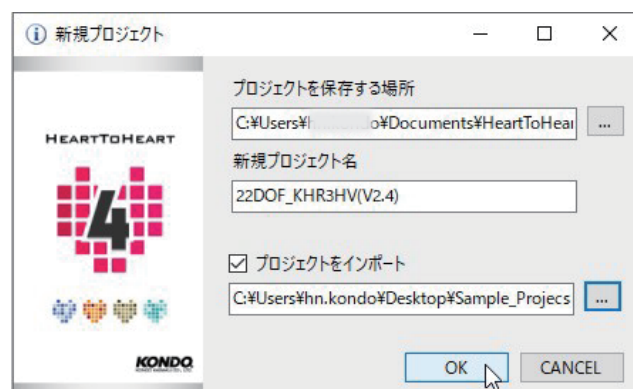 新規プロジェクト
プロジェクトを保存する場所
C:¥Users¥h o¥Documents¥HeartToHear
...
HEARTTOHEART
4
新規プロジェクト名
22DOF_KHR3HV(V2.4)
プロジェクトをインポート
C:¥Users¥hn.kondo¥Desktop¥Sample_Projecs
...
KONDO
OK
CANCEL